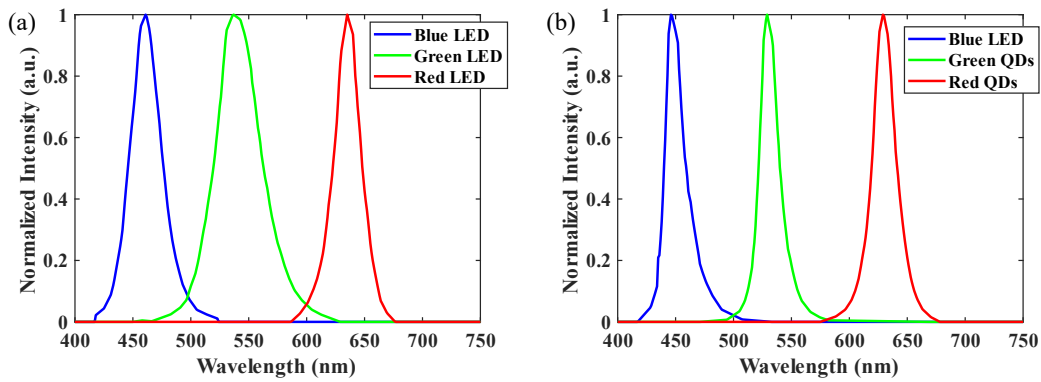 (a)
Normalized Intensity (a.u.)
1
0.8
0.6
0.4
0.2
0
400 450 500 550 600 650 700 750
Wavelength (nm)
Blue LED
Green LED
Red LED
(b)
Normalized Intensity (a.u.)
1
0.8
0.6
0.4
0.2
0
400 450 500 550 600 650 700 750
Wavelength (nm)
Blue LED
Green QDs
Red QDs